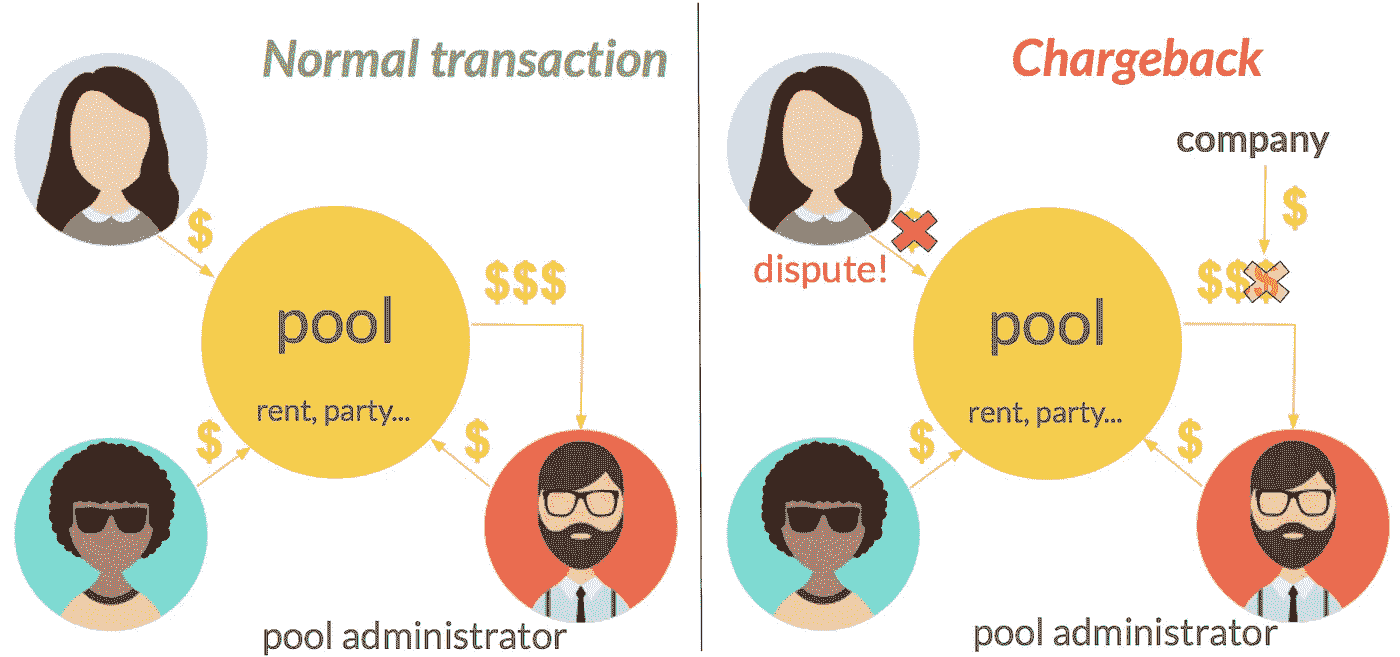 Normal transaction
$
$$$
pool
rent, party...
$
$
pool administrator
Chargeback
company
$
$
dispute!
$$$
pool
rent, party...
$
$
pool administrator